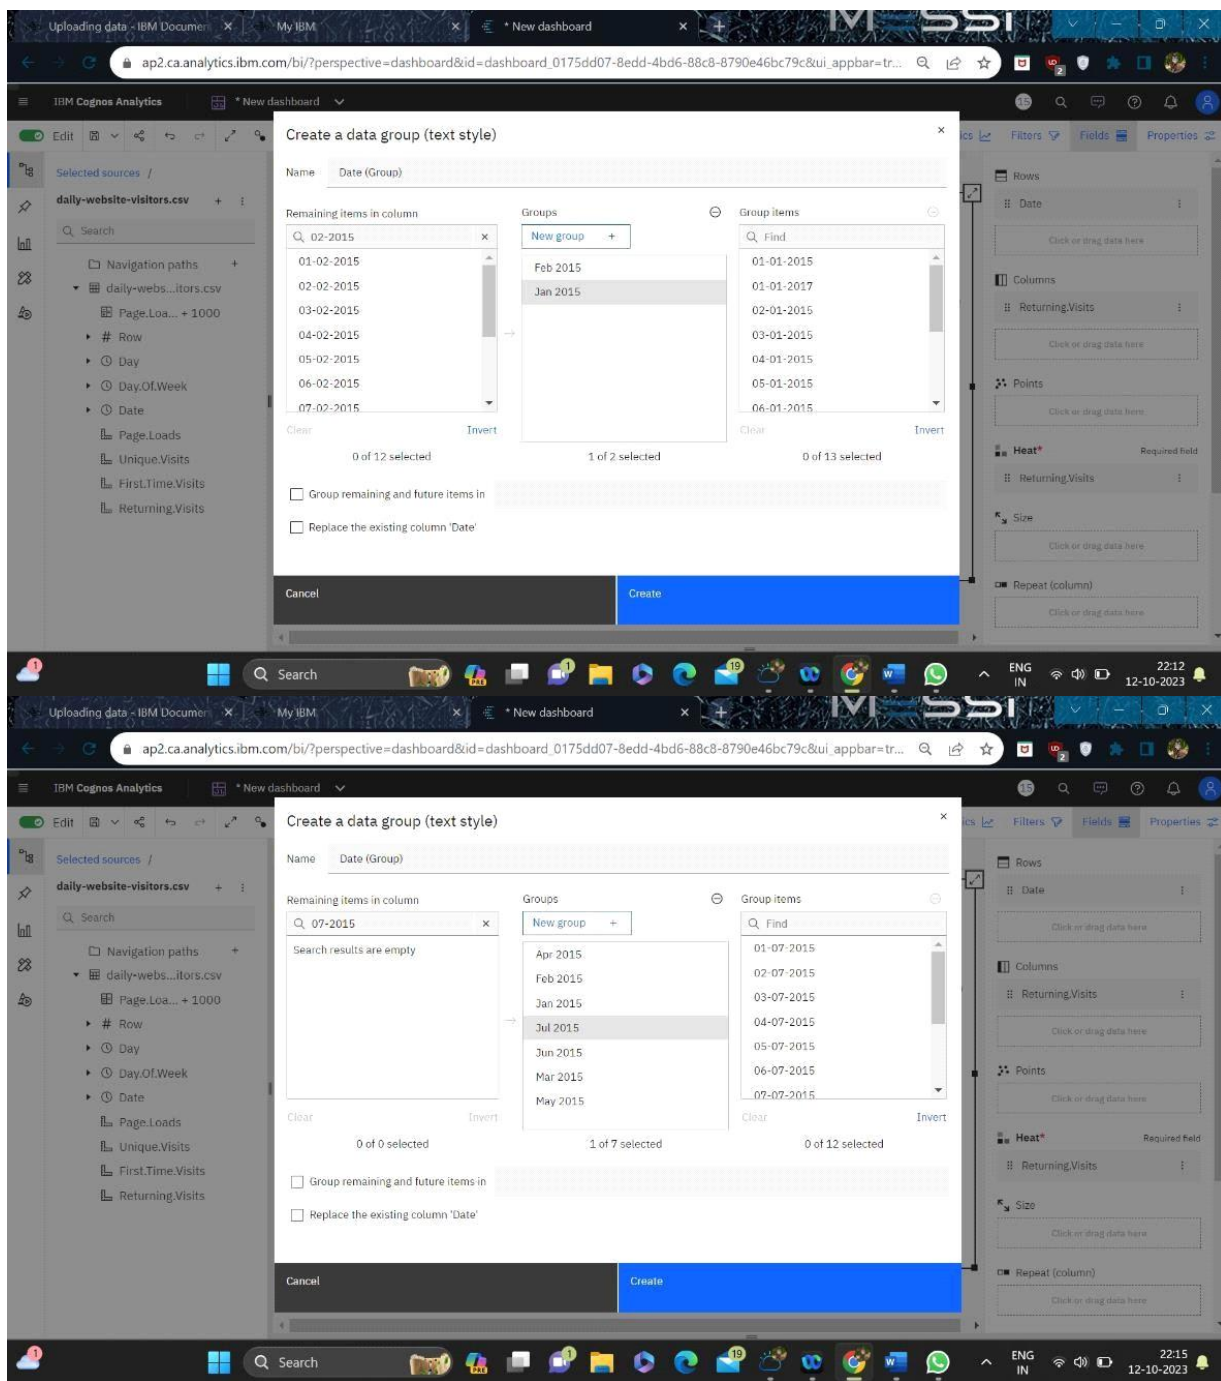 Uploading data - IBM Documen × My IBM × * New dashboard × + MESSI
ap2.ca.analytics.ibm.com/bi/?perspective=dashboard&id=dashboard_0175dd07-8edd-4bd6-88c8-8790e46bc79c&ui_appbar=tr...
IBM Cognos Analytics * New dashboard 15
Edit Create a data group (text style) × ics Filters Fields Properties
Selected sources / Name Date (Group) Rows
daily-website-visitors.csv + Date
Remaining items in column Groups Group items
Search 02-2015 × New group + Find Click or drag data here
Navigation paths + 01-02-2015 Feb 2015 01-01-2015 Columns
daily-webs...itors.csv 02-02-2015 Jan 2015 01-01-2017
Page.Loa... + 1000 03-02-2015 02-01-2015 Returning.Visits
# Row 04-02-2015 03-01-2015 Click or drag data here
Day 05-02-2015 04-01-2015
Day.Of.Week 06-02-2015 05-01-2015 Points
Date 07-02-2015 06-01-2015 Click or drag data here
Page.Loads Clear Invert Clear Invert
Unique.Visits 0 of 12 selected 1 of 2 selected 0 of 13 selected Heat* Required field
First.Time.Visits Group remaining and future items in Returning.Visits
Returning.Visits Replace the existing column 'Date' Size
Click or drag data here
Cancel Create Repeat (column)
Click or drag data here
1 Search 1 19 ENG IN 22:12 12-10-2023
Uploading data - IBM Documen × My IBM × * New dashboard × + MESSI
ap2.ca.analytics.ibm.com/bi/?perspective=dashboard&id=dashboard_0175dd07-8edd-4bd6-88c8-8790e46bc79c&ui_appbar=tr...
IBM Cognos Analytics * New dashboard 15
Edit Create a data group (text style) × ics Filters Fields Properties
Selected sources / Name Date (Group) Rows
daily-website-visitors.csv + Date
Remaining items in column Groups Group items
Search 07-2015 × New group + Find Click or drag data here
Navigation paths + Search results are empty Apr 2015 01-07-2015 Columns
daily-webs...itors.csv Feb 2015 02-07-2015
Page.Loa... + 1000 Jan 2015 03-07-2015 Returning.Visits
# Row Jul 2015 04-07-2015 Click or drag data here
Day Jun 2015 05-07-2015
Day.Of.Week Mar 2015 06-07-2015 Points
Date May 2015 07-07-2015 Click or drag data here
Page.Loads Clear Invert Clear Invert
Unique.Visits 0 of 0 selected 1 of 7 selected 0 of 12 selected Heat* Required field
First.Time.Visits Group remaining and future items in Returning.Visits
Returning.Visits Replace the existing column 'Date' Size
Click or drag data here
Cancel Create Repeat (column)
Click or drag data here
1 Search 1 19 ENG IN 22:15 12-10-2023